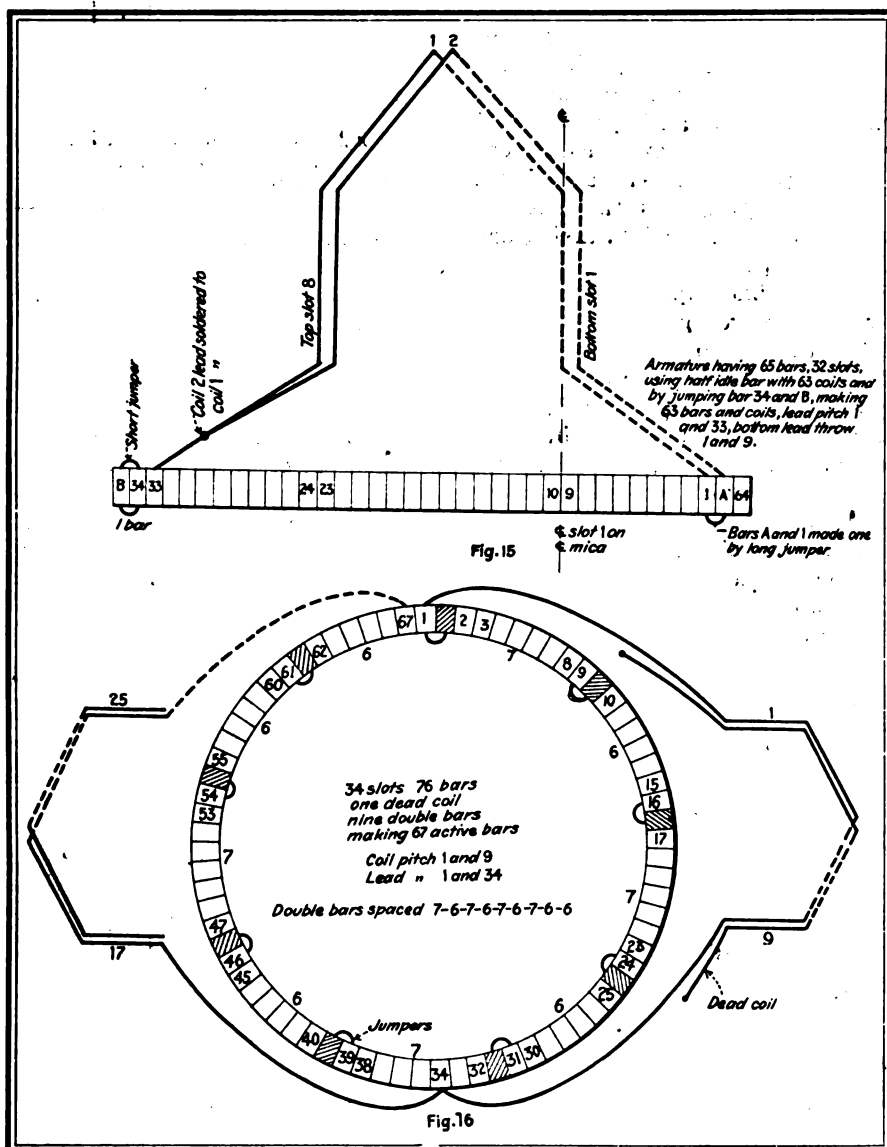 1 2
℄
Top slot 8
Bottom slot 1
Coil 2 lead soldered to
coil 1 "
Short jumper
Armature having 65 bars, 32 slots,
using half idle bar with 63 coils and
by jumping bar 34 and B, making
63 bars and coils, lead pitch 1
and 33, bottom lead throw
1 and 9.
B 34 33 24 23 10 9 1 A 64
1 bar
℄ slot 1 on
℄ mica
Bars A and 1 made one
by long jumper
Fig. 15
67 1 2 3
60 61 62 6 7 8 9 10
25 1
6 6
55 54 53 15 16 17
34 slots 76 bars
one dead coil
nine double bars
making 67 active bars
Coil pitch 1 and 9
Lead " 1 and 34
Double bars spaced 7-6-7-6-7-6-7-6-6
7 7
17 9
47 46 45 23 24 25
Dead coil
6 6
Jumpers
40 39 38 7 34 32 31 30
Fig. 16